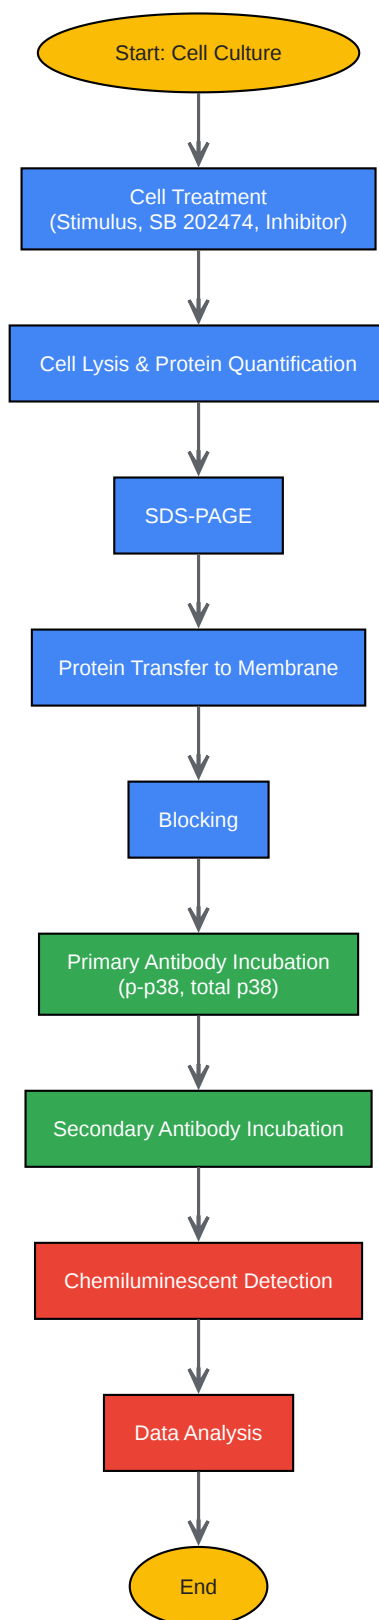 Start: Cell Culture
Cell Treatment
(Stimulus, SB 202474, Inhibitor)
Cell Lysis & Protein Quantification
SDS-PAGE
Protein Transfer to Membrane
Blocking
Primary Antibody Incubation
(p-p38, total p38)
Secondary Antibody Incubation
Chemiluminescent Detection
Data Analysis
End